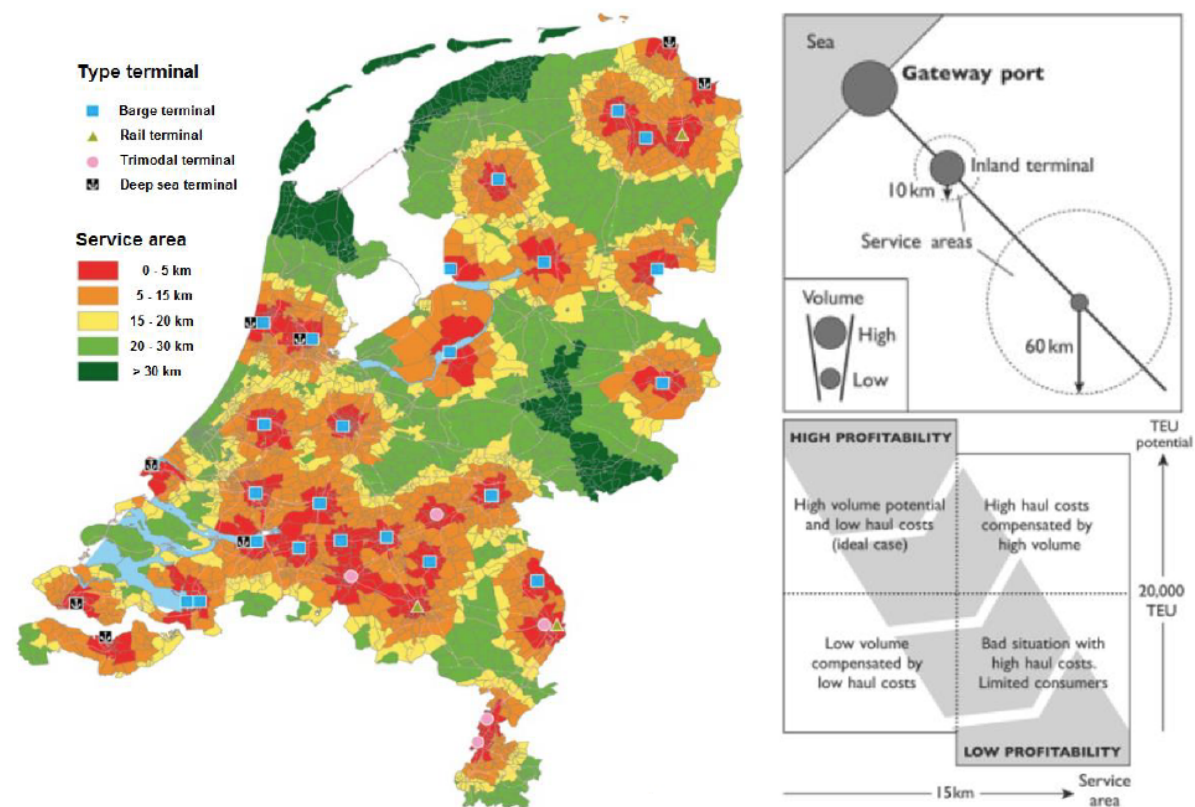 Type terminal
Barge terminal
Rail terminal
Trimodal terminal
Deep sea terminal
Service area
0 - 5 km
5 - 15 km
15 - 20 km
20 - 30 km
> 30 km
Sea
Gateway port
Inland terminal
10 km
Service areas
Volume
High
Low
60 km
HIGH PROFITABILITY
TEU
potential
High volume potential
and low haul costs
(ideal case)
High haul costs
compensated by
high volume
20,000
TEU
Low volume
compensated by
low haul costs
Bad situation with
high haul costs.
Limited consumers
LOW PROFITABILITY
15km
Service
area